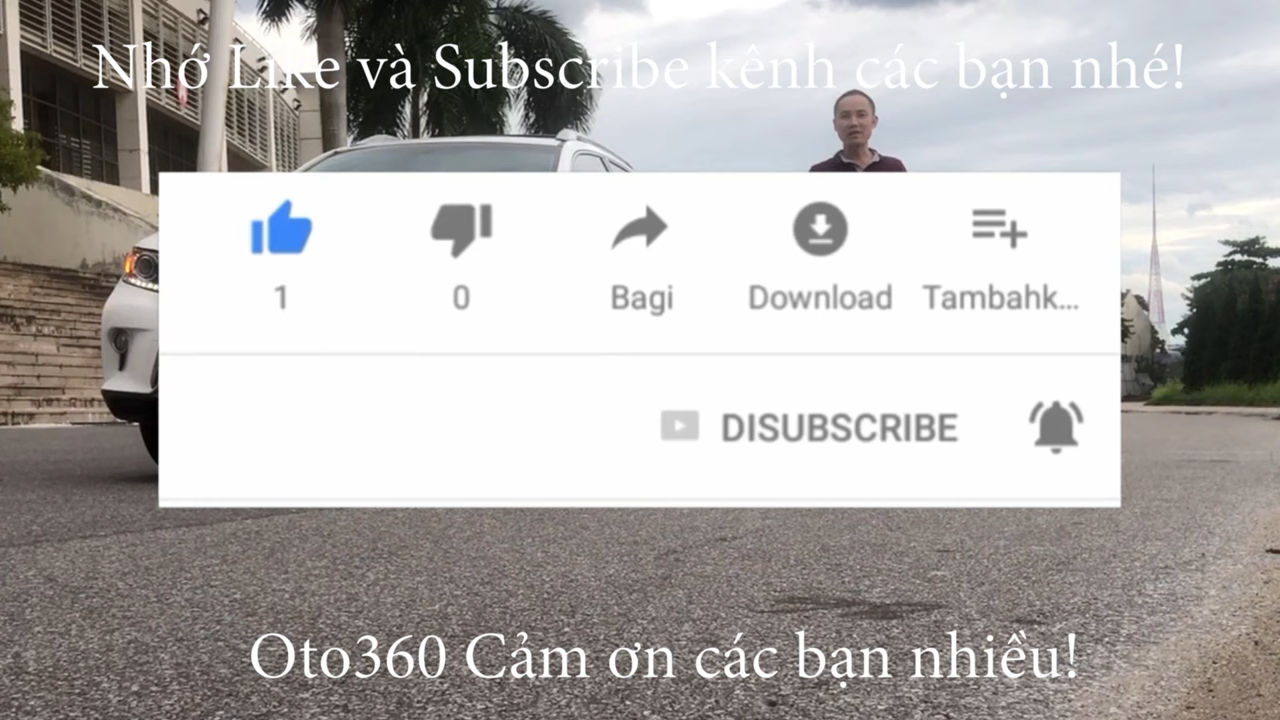 Nhớ Like và Subscribe kênh các bạn nhé!
1 0 Bagi Download Tambahk...
DISUBSCRIBE
Oto360 Cảm ơn các bạn nhiều!